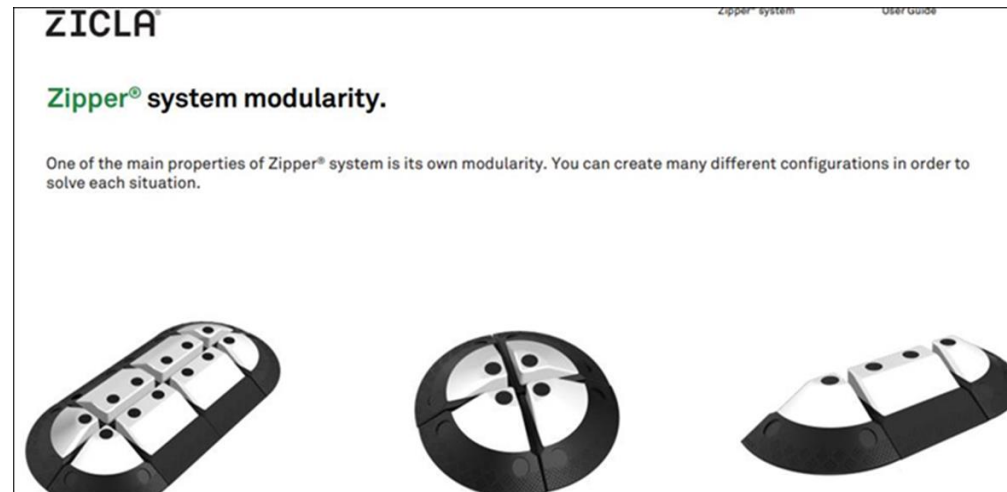 ZICLA®
Zipper® system
User Guide
Zipper® system modularity.
One of the main properties of Zipper® system is its own modularity. You can create many different configurations in order to
solve each situation.